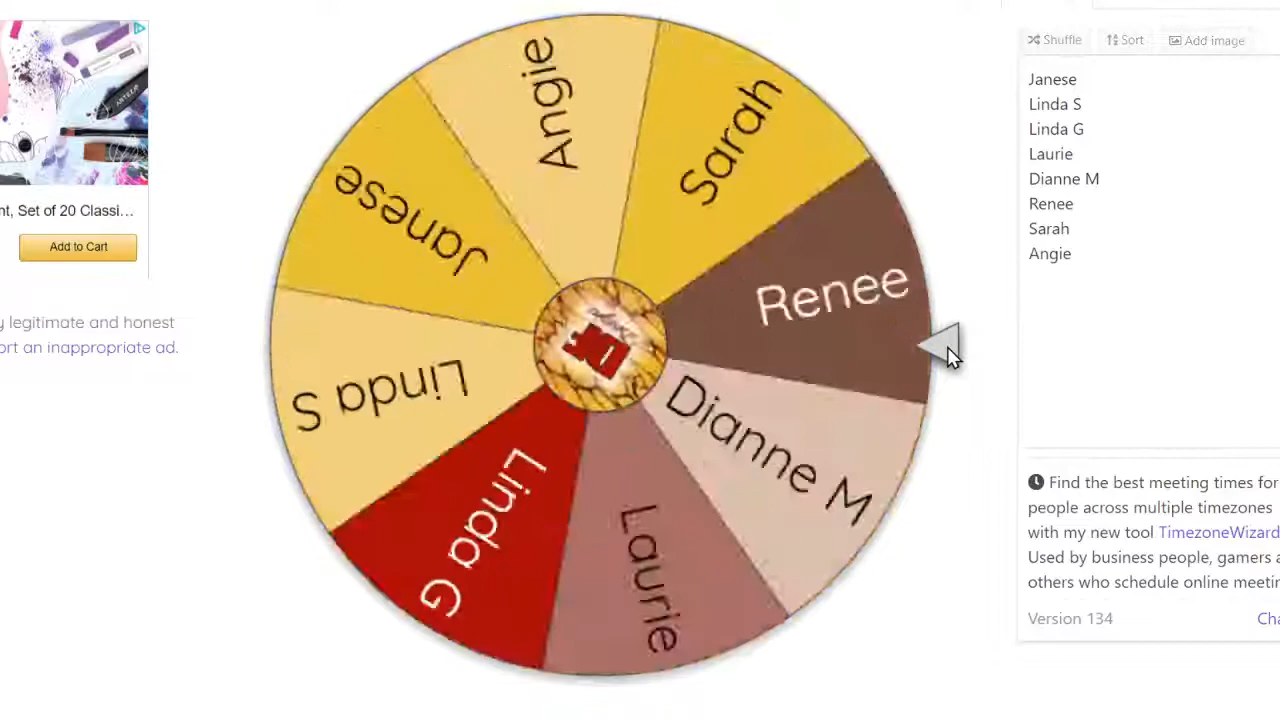 Shuffle
Sort
Add image
Angie
Sarah
Janese
Renee
Linda S
Dianne M
Linda G
Laurie
Janese
Linda S
Linda G
Laurie
Dianne M
Renee
Sarah
Angie
nt, Set of 20 Classi...
Add to Cart
y legitimate and honest
ort an inappropriate ad.
Find the best meeting times for
people across multiple timezones
with my new tool TimezoneWizard
Used by business people, gamers a
others who schedule online meetin
Version 134
Cha